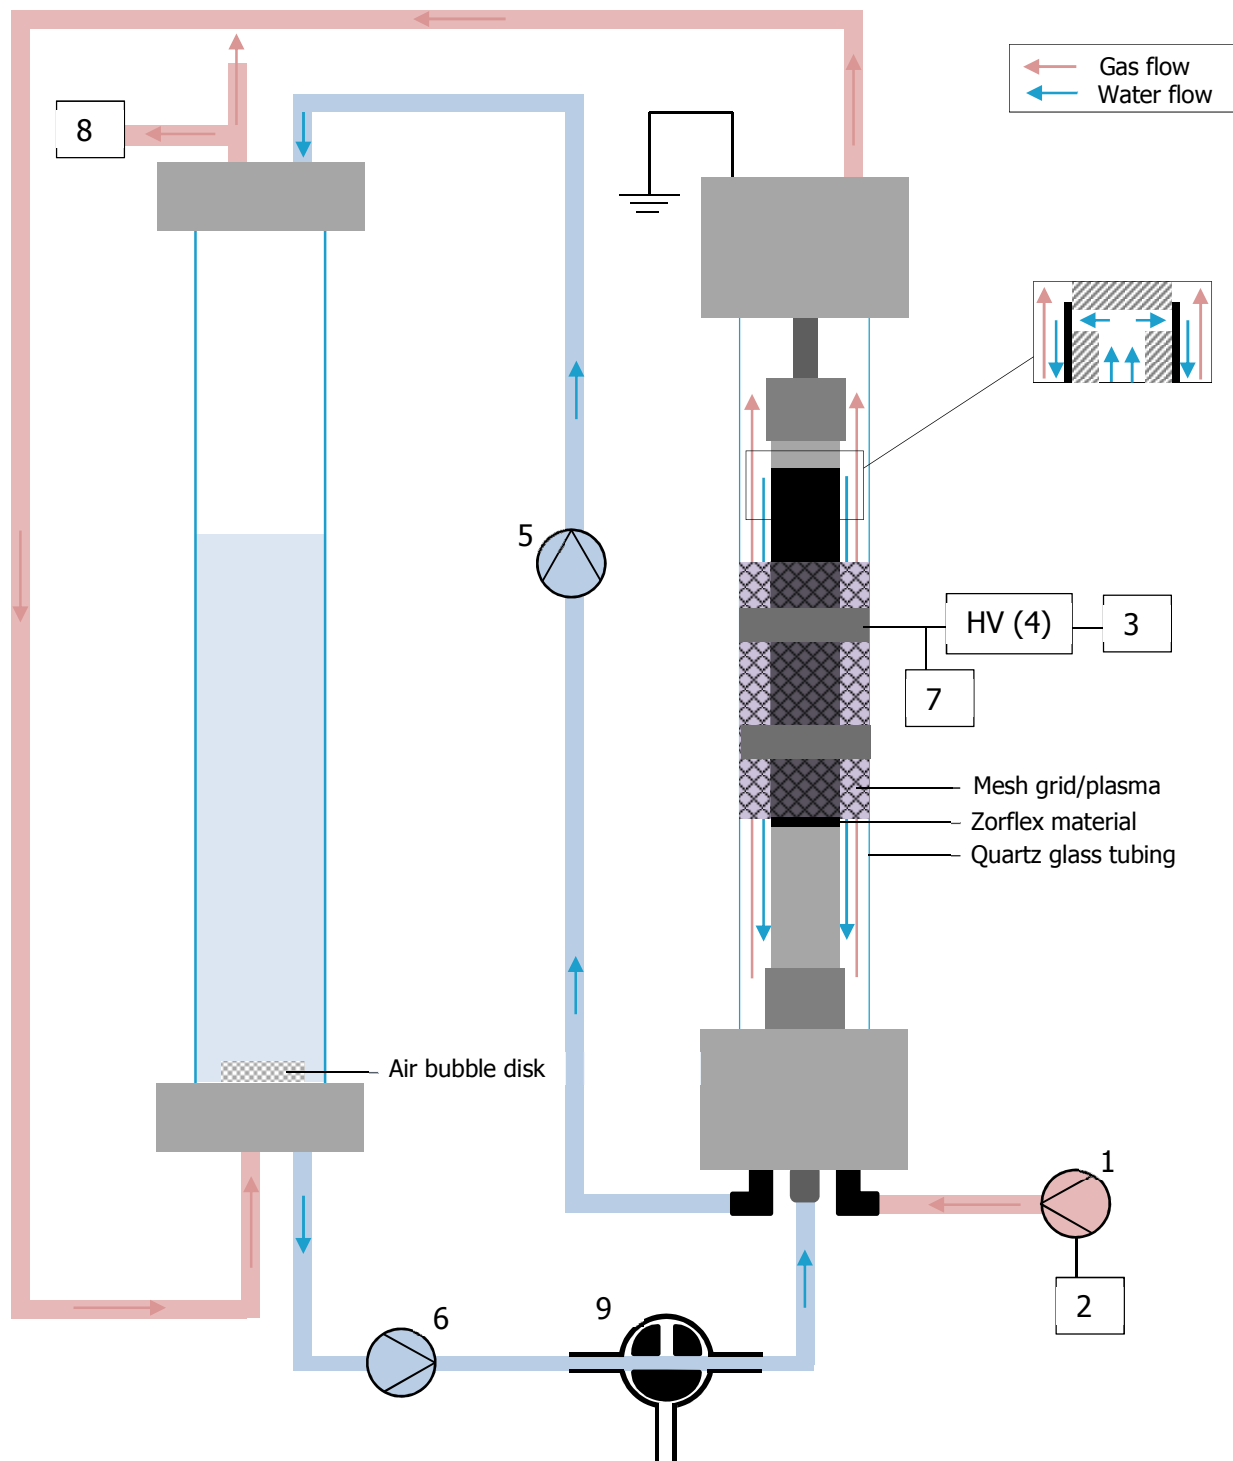 Gas flow
Water flow
8
5
HV (4)
3
7
Mesh grid/plasma
Zorflex material
Quartz glass tubing
Air bubble disk
1
2
6
9